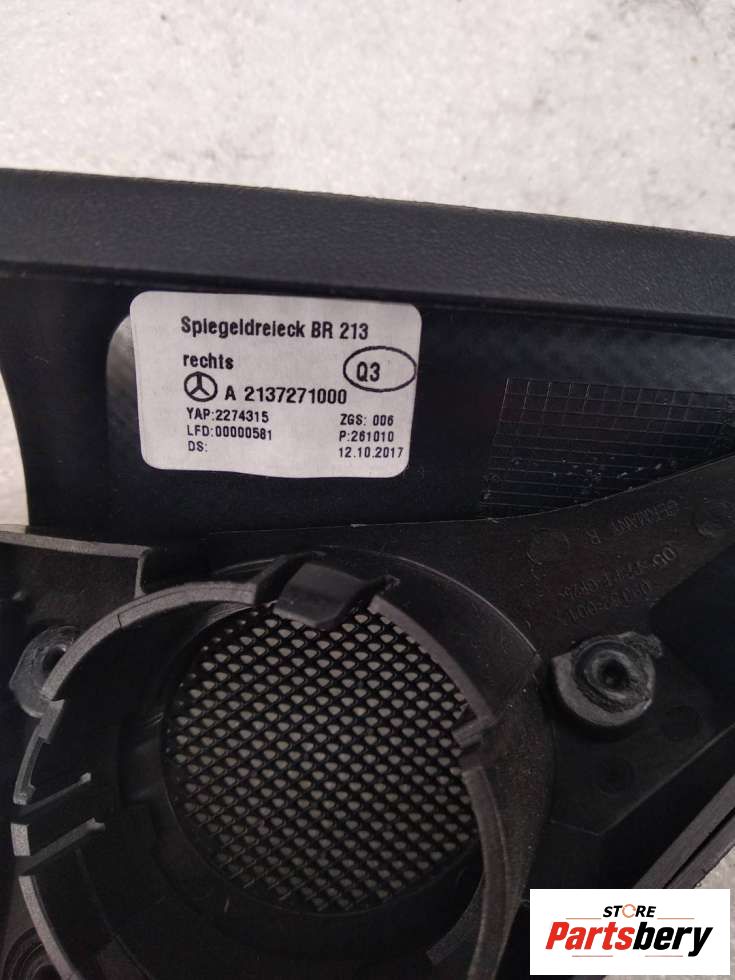 Spiegeldreieck BR 213
rechts
Q3
A 2137271000
YAP:2274315 ZGS: 006
LFD:00000581 P:261010
DS: 12.10.2017
GERMANY R
STORE
Partsbery